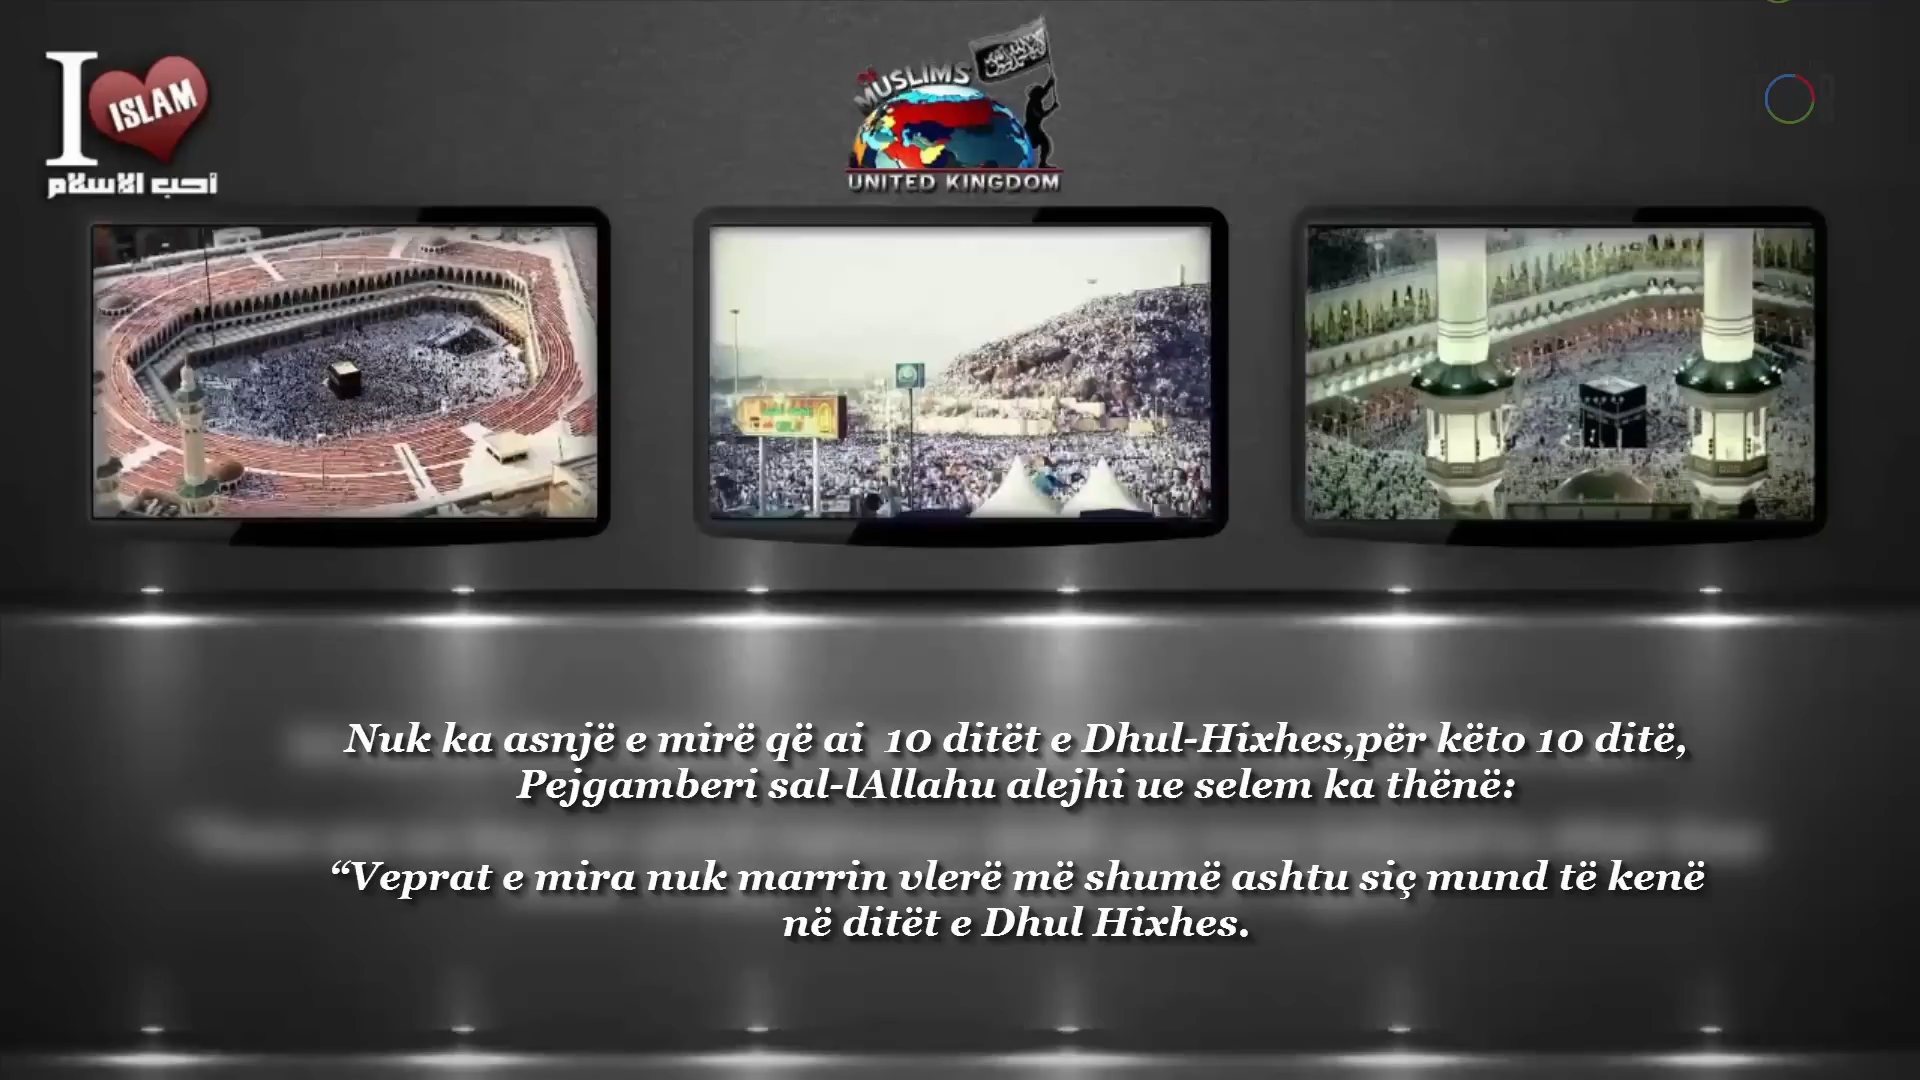 I
ISLAM
أحب الاسلام
MUSLIMS
UNITED KINGDOM
Nuk ka asnjë e mirë që ai  10 ditët e Dhul-Hixhes,për këto 10 ditë,
Pejgamberi sal-lAllahu alejhi ue selem ka thënë:
“Veprat e mira nuk marrin vlerë më shumë ashtu siç mund të kenë
në ditët e Dhul Hixhes.